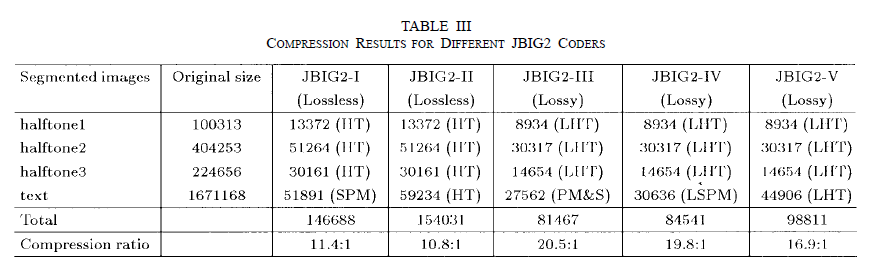 TABLE III
COMPRESSION RESULTS FOR DIFFERENT JBIG2 CODERS
Segmented images Original size JBIG2-I JBIG2-II JBIG2-III JBIG2-IV JBIG2-V
(Lossless) (Lossless) (Lossy) (Lossy) (Lossy)
halftone1 100313 13372 (HT) 13372 (HT) 8934 (LHT) 8934 (LHT) 8934 (LHT)
halftone2 404253 51264 (HT) 51264 (HT) 30317 (LHT) 30317 (LHT) 30317 (LHT)
halftone3 224656 30161 (HT) 30161 (HT) 14654 (LHT) 14654 (LHT) 14654 (LHT)
text 1671168 51891 (SPM) 59234 (HT) 27562 (PM&S) 30636 (LSPM) 44906 (LHT)
Total 146688 154031 81467 84541 98811
Compression ratio 11.4:1 10.8:1 20.5:1 19.8:1 16.9:1